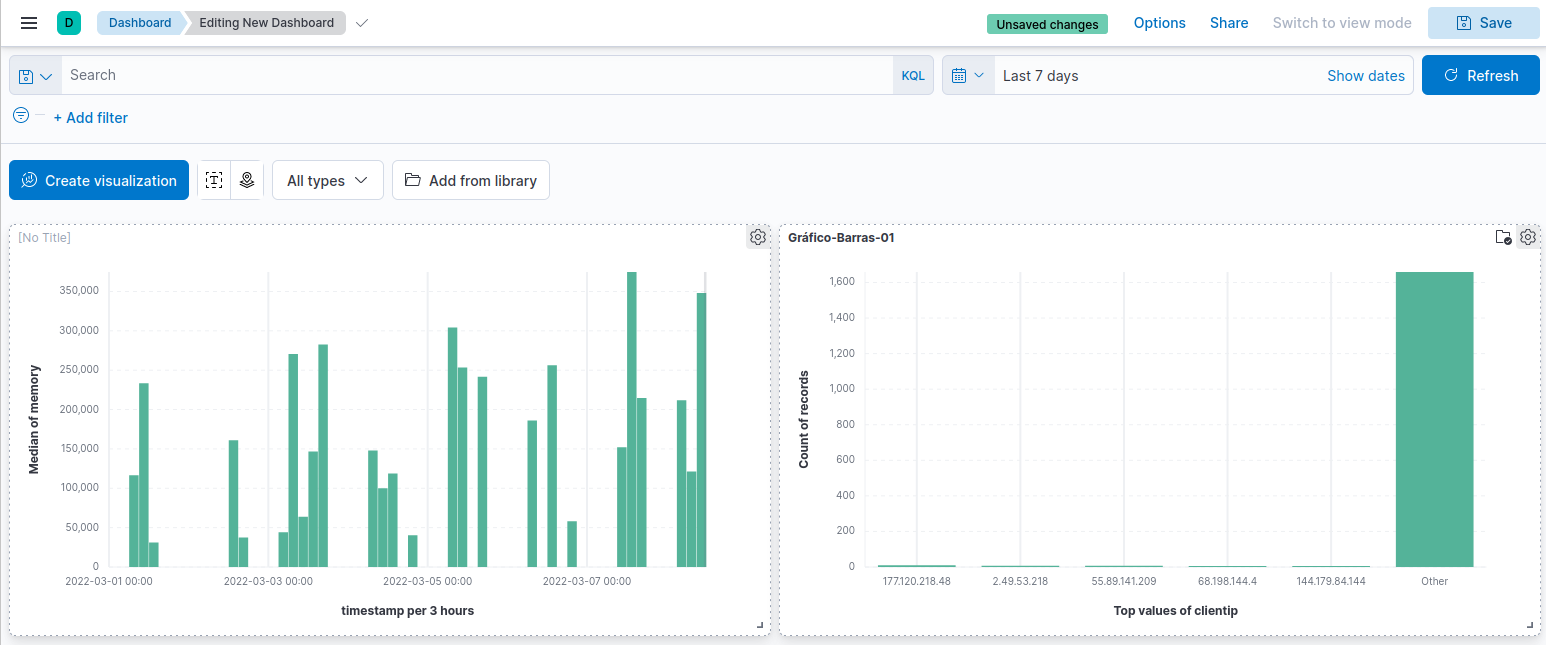 D Dashboard Editing New Dashboard Unsaved changes Options Share Switch to view mode Save
Search KQL Last 7 days Show dates Refresh
+ Add filter
Create visualization All types Add from library
[No Title]
350,000
300,000
250,000
200,000
150,000
100,000
50,000
0
Median of memory
2022-03-01 00:00 2022-03-03 00:00 2022-03-05 00:00 2022-03-07 00:00
timestamp per 3 hours
Gráfico-Barras-01
1,600
1,400
1,200
1,000
800
600
400
200
0
Count of records
177.120.218.48 2.49.53.218 55.89.141.209 68.198.144.4 144.179.84.144 Other
Top values of clientip